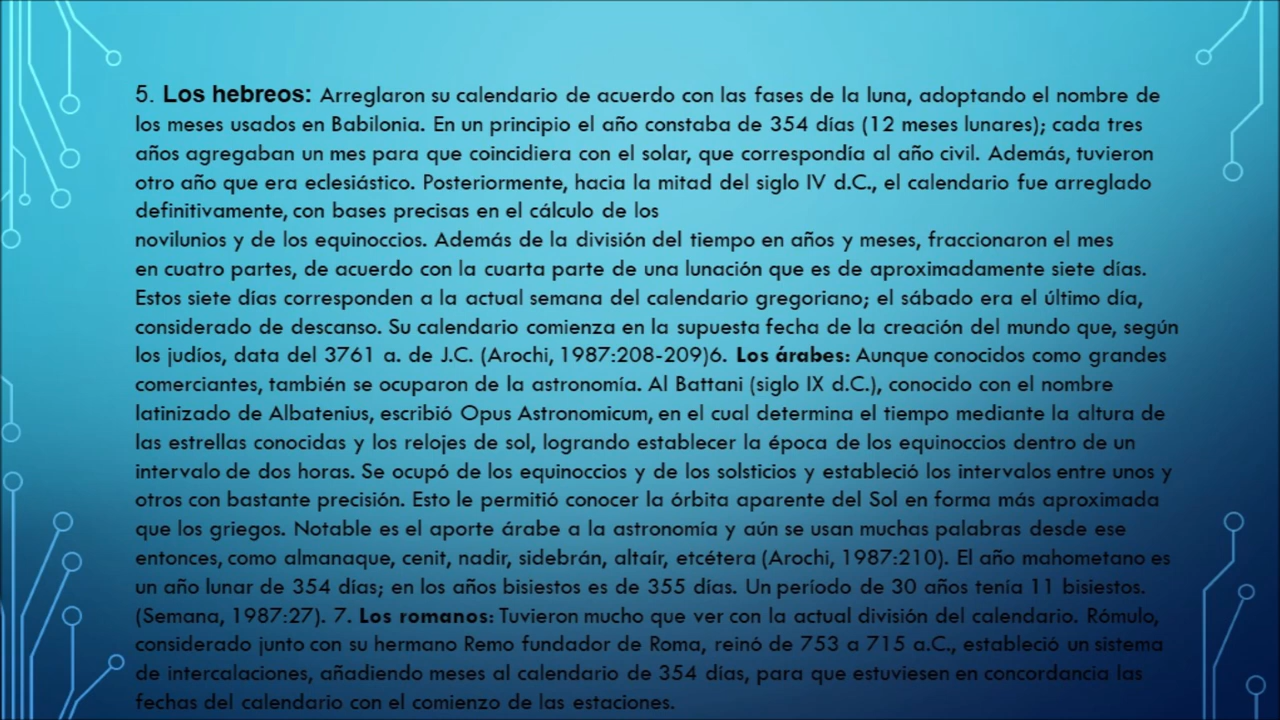 5. Los hebreos: Arreglaron su calendario de acuerdo con las fases de la luna, adoptando el nombre de
los meses usados en Babilonia. En un principio el año constaba de 354 días (12 meses lunares); cada tres
años agregaban un mes para que coincidiera con el solar, que correspondía al año civil. Además, tuvieron
otro año que era eclesiástico. Posteriormente, hacia la mitad del siglo IV d.C., el calendario fue arreglado
definitivamente, con bases precisas en el cálculo de los
novilunios y de los equinoccios. Además de la división del tiempo en años y meses, fraccionaron el mes
en cuatro partes, de acuerdo con la cuarta parte de una lunación que es de aproximadamente siete días.
Estos siete días corresponden a la actual semana del calendario gregoriano; el sábado era el último día,
considerado de descanso. Su calendario comienza en la supuesta fecha de la creación del mundo que, según
los judíos, data del 3761 a. de J.C. (Arochi, 1987:208-209)6. Los árabes: Aunque conocidos como grandes
comerciantes, también se ocuparon de la astronomía. Al Battani (siglo IX d.C.), conocido con el nombre
latinizado de Albatenius, escribió Opus Astronomicum, en el cual determina el tiempo mediante la altura de
las estrellas conocidas y los relojes de sol, logrando establecer la época de los equinoccios dentro de un
intervalo de dos horas. Se ocupó de los equinoccios y de los solsticios y estableció los intervalos entre unos y
otros con bastante precisión. Esto le permitió conocer la órbita aparente del Sol en forma más aproximada
que los griegos. Notable es el aporte árabe a la astronomía y aún se usan muchas palabras desde ese
entonces, como almanaque, cenit, nadir, sidebrán, altaír, etcétera (Arochi, 1987:210). El año mahometano es
un año lunar de 354 días; en los años bisiestos es de 355 días. Un período de 30 años tenía 11 bisiestos.
(Semana, 1987:27). 7. Los romanos: Tuvieron mucho que ver con la actual división del calendario. Rómulo,
considerado junto con su hermano Remo fundador de Roma, reinó de 753 a 715 a.C., estableció un sistema
de intercalaciones, añadiendo meses al calendario de 354 días, para que estuviesen en concordancia las
fechas del calendario con el comienzo de las estaciones.